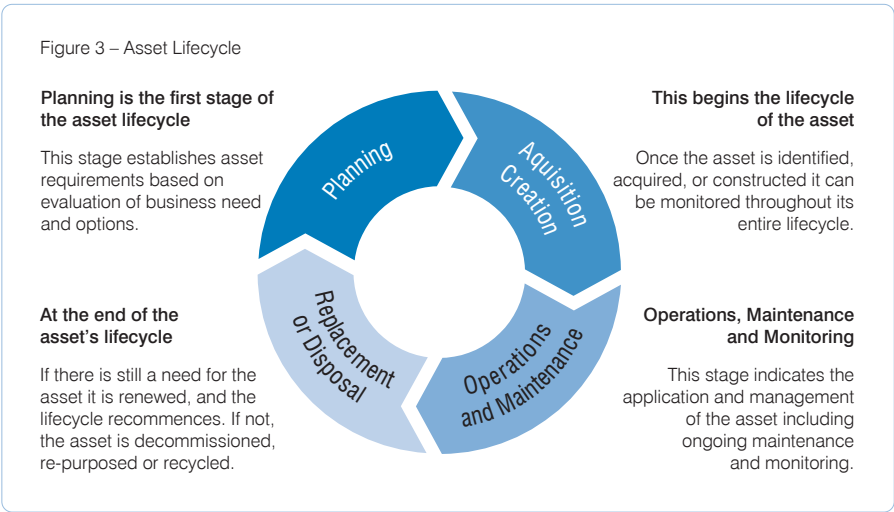 Figure 3 – Asset Lifecycle
Planning is the first stage of
the asset lifecycle
This stage establishes asset
requirements based on
evaluation of business need
and options.
Planning
Aquisition
Creation
This begins the lifecycle
of the asset
Once the asset is identified,
acquired, or constructed it can
be monitored throughout its
entire lifecycle.
At the end of the
asset’s lifecycle
If there is still a need for the
asset it is renewed, and the
lifecycle recommences. If not,
the asset is decommissioned,
re-purposed or recycled.
Replacement
or Disposal
Operations
and Maintenance
Operations, Maintenance
and Monitoring
This stage indicates the
application and management
of the asset including
ongoing maintenance
and monitoring.